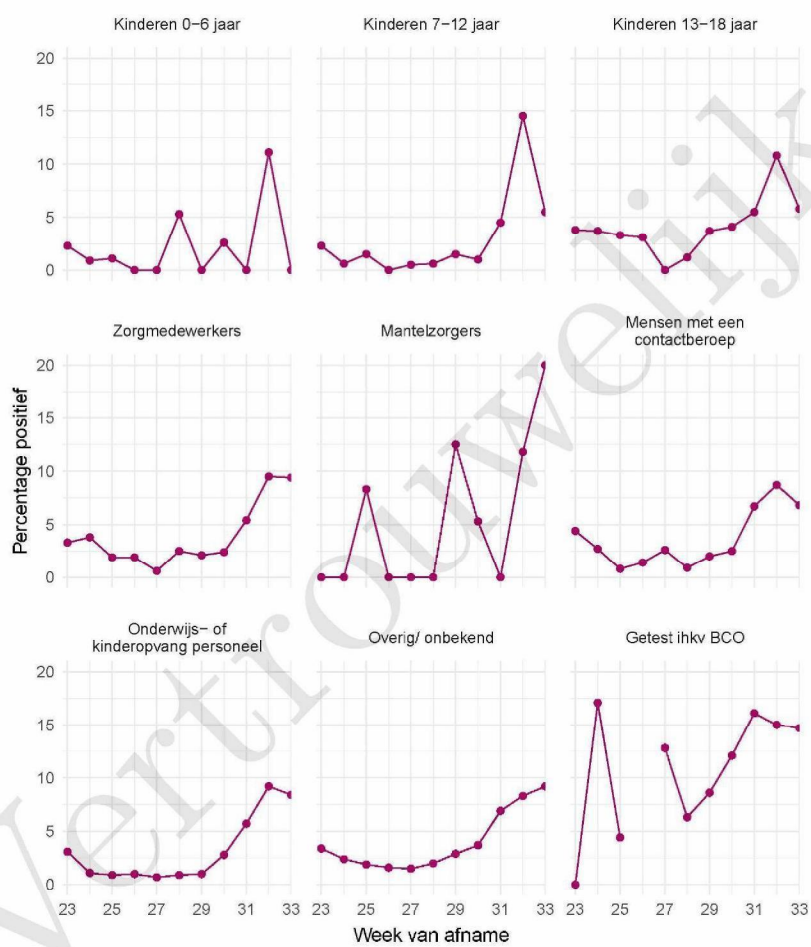 Kinderen 0−6 jaar
Kinderen 7−12 jaar
Kinderen 13−18 jaar
20
15
10
5
0
Zorgmedewerkers
Mantelzorgers
Mensen met een
contactberoep
20
15
10
5
0
Percentage positief
Onderwijs− of
kinderopvang personeel
Overig/ onbekend
Getest ihkv BCO
20
15
10
5
0
23 25 27 29 31 33
23 25 27 29 31 33
23 25 27 29 31 33
Week van afname
Vertrouwelijk